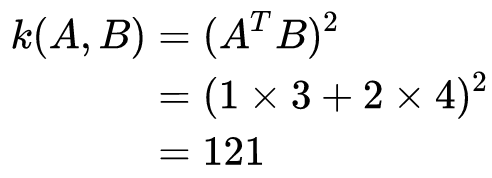 k(A, B) = (A^T B)^2
= (1 × 3 + 2 × 4)^2
= 121